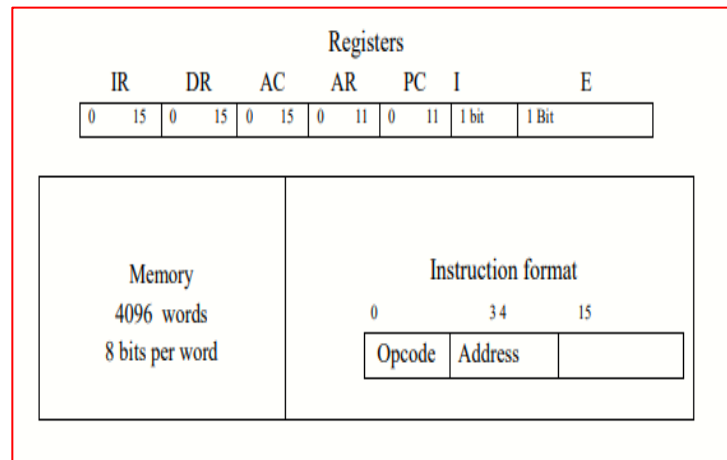 Registers
IR DR AC AR PC I E
0 15 0 15 0 15 0 11 0 11 1 bit 1 Bit
Memory
4096 words
8 bits per word
Instruction format
0 3 4 15
Opcode Address